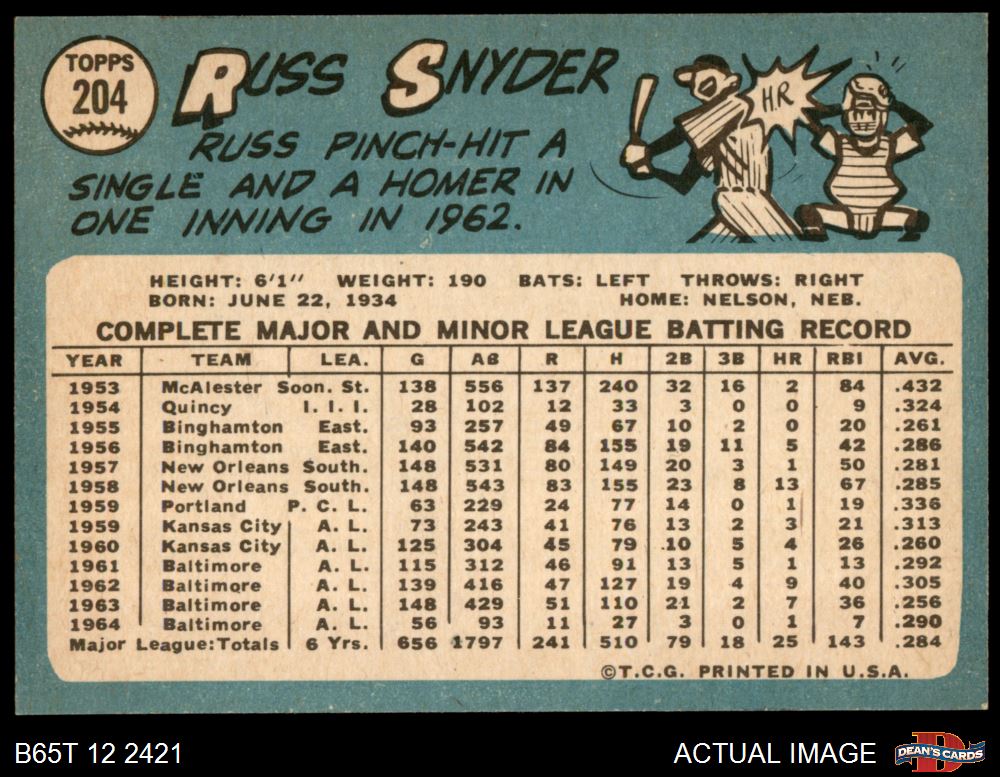 TOPPS
204
RUSS SNYDER
RUSS PINCH-HIT A
SINGLE AND A HOMER IN
ONE INNING IN 1962.
H.R
HEIGHT: 6'1" WEIGHT: 190 BATS: LEFT THROWS: RIGHT
BORN: JUNE 22, 1934 HOME: NELSON, NEB.
COMPLETE MAJOR AND MINOR LEAGUE BATTING RECORD
YEAR TEAM LEA. G AB R H 2B 3B HR RBI AVG.
1953 McAlester Soon. St. 138 556 137 240 32 16 2 84 .432
1954 Quincy I. I. I. 28 102 12 33 3 0 0 9 .324
1955 Binghamton East. 93 257 49 67 10 2 0 20 .261
1956 Binghamton East. 140 542 84 155 19 11 5 42 .286
1957 New Orleans South. 148 531 80 149 20 3 1 50 .281
1958 New Orleans South. 148 543 83 155 23 8 13 67 .285
1959 Portland P. C. L. 63 229 24 77 14 0 1 19 .336
1959 Kansas City A. L. 73 243 41 76 13 2 3 21 .313
1960 Kansas City A. L. 125 304 45 79 10 5 4 26 .260
1961 Baltimore A. L. 115 312 46 91 13 5 1 13 .292
1962 Baltimore A. L. 139 416 47 127 19 4 9 40 .305
1963 Baltimore A. L. 148 429 51 110 21 2 7 36 .256
1964 Baltimore A. L. 56 93 11 27 3 0 1 7 .290
Major League Totals 6 Yrs. 656 1797 241 510 79 18 25 143 .284
©T.C.G. PRINTED IN U.S.A.
B65T 12 2421 ACTUAL IMAGE
D
DEAN'S CARDS